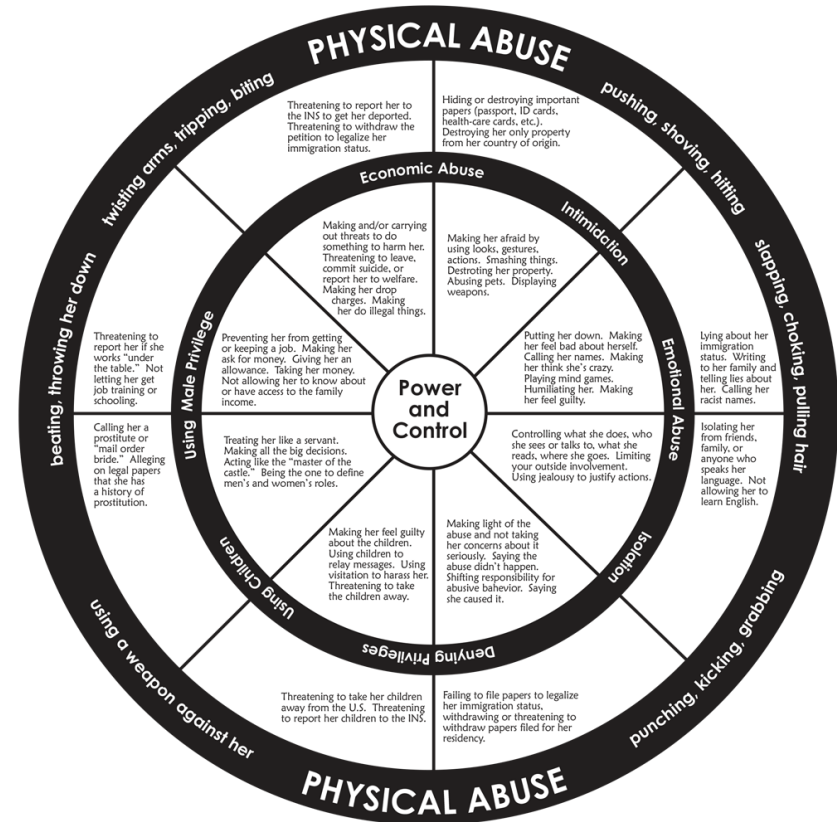 PHYSICAL ABUSE
twisting arms, tripping, biting
pushing, shoving, hitting
Threatening to report her to
the INS to get her deported.
Threatening to withdraw the
petition to legalize her
immigration status.
Hiding or destroying important
papers (passport, ID cards,
health-care cards, etc.).
Destroying her only property
from her country of origin.
Economic Abuse
Intimidation
Making and/or carrying
out threats to do
something to harm her.
Threatening to leave,
commit suicide, or
report her to welfare.
Making her drop
charges. Making
her do illegal things.
Making her afraid by
using looks, gestures,
actions. Smashing things.
Destroting her property.
Abusing pets. Displaying
weapons.
beating, throwing her down
slapping, choking, pulling hair
Threatening to
report her if she
works "under
the table." Not
letting her get
job training or
schooling.
Using Male Privilege
Preventing her from getting
or keeping a job. Making her
ask for money. Giving her an
allowance. Taking her money.
Not allowing her to know about
or have access to the family
income.
Putting her down. Making
her feel bad about herself.
Calling her names. Making
her think she's crazy.
Playing mind games.
Humiliating her. Making
her feel guilty.
Emotional Abuse
Lying about her
immigration
status. Writing
to her family and
telling lies about
her. Calling her
racist names.
Power
and
Control
Calling her a
prostitute or
"mail order
bride." Alleging
on legal papers
that she has
a history of
prostitution.
Treating her like a servant.
Making all the big decisions.
Acting like the "master of the
castle." Being the one to define
men's and women's roles.
Controlling what she does, who
she sees or talks to, what she
reads, where she goes. Limiting
your outside involvement.
Using jealousy to justify actions.
Isolating her
from friends,
family, or
anyone who
speaks her
language. Not
allowing her to
learn English.
Making her feel guilty
about the children.
Using children to
relay messages. Using
visitation to harass her.
Threatening to take
the children away.
Making light of the
abuse and not taking
her concerns about it
seriously. Saying the
abuse didn't happen.
Shifting responsibility for
abusive bahevior. Saying
she caused it.
Using Children
Isolation
Denying Privileges
using a weapon against her
punching, kicking, grabbing
Threatening to take her children
away from the U.S. Threatening
to report her children to the INS.
Failing to file papers to legalize
her immigration status,
withdrawing or threatening to
withdraw papers filed for her
residency.
PHYSICAL ABUSE